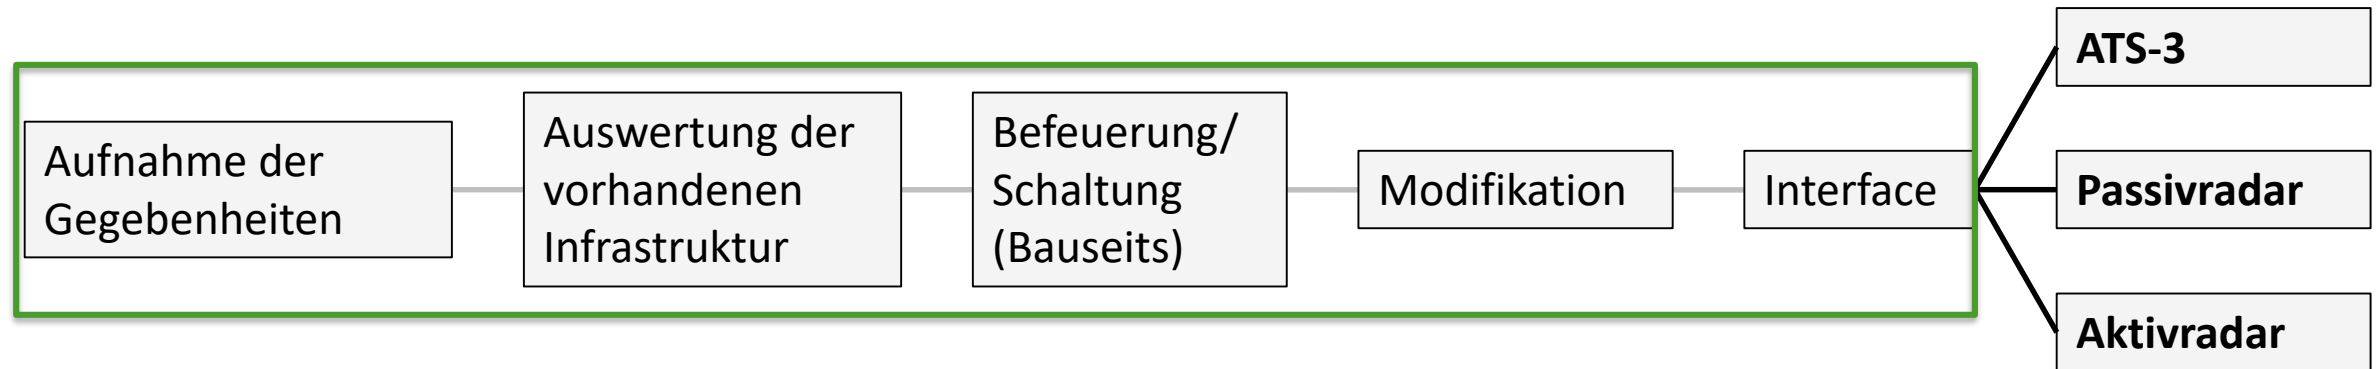 Aufnahme der
Gegebenheiten
Auswertung der
vorhandenen
Infrastruktur
Befeuerung/
Schaltung
(Bauseits)
Modifikation
Interface
ATS-3
Passivradar
Aktivradar